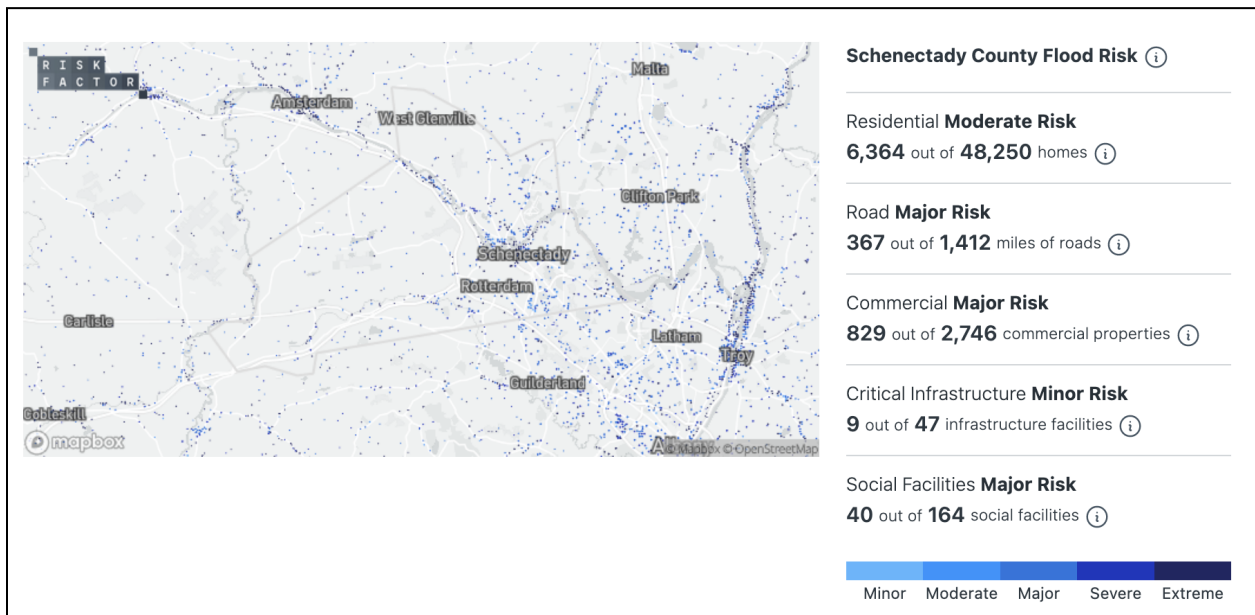 RISK
FACTOR
Malta
Amsterdam
West Glenville
Clifton Park
Schenectady
Rotterdam
Carlisle
Latham
Troy
Guilderland
Cobleskill
mapbox
© Mapbox © OpenStreetMap
Schenectady County Flood Risk i
Residential Moderate Risk
6,364 out of 48,250 homes i
Road Major Risk
367 out of 1,412 miles of roads i
Commercial Major Risk
829 out of 2,746 commercial properties i
Critical Infrastructure Minor Risk
9 out of 47 infrastructure facilities i
Social Facilities Major Risk
40 out of 164 social facilities i
Minor Moderate Major Severe Extreme